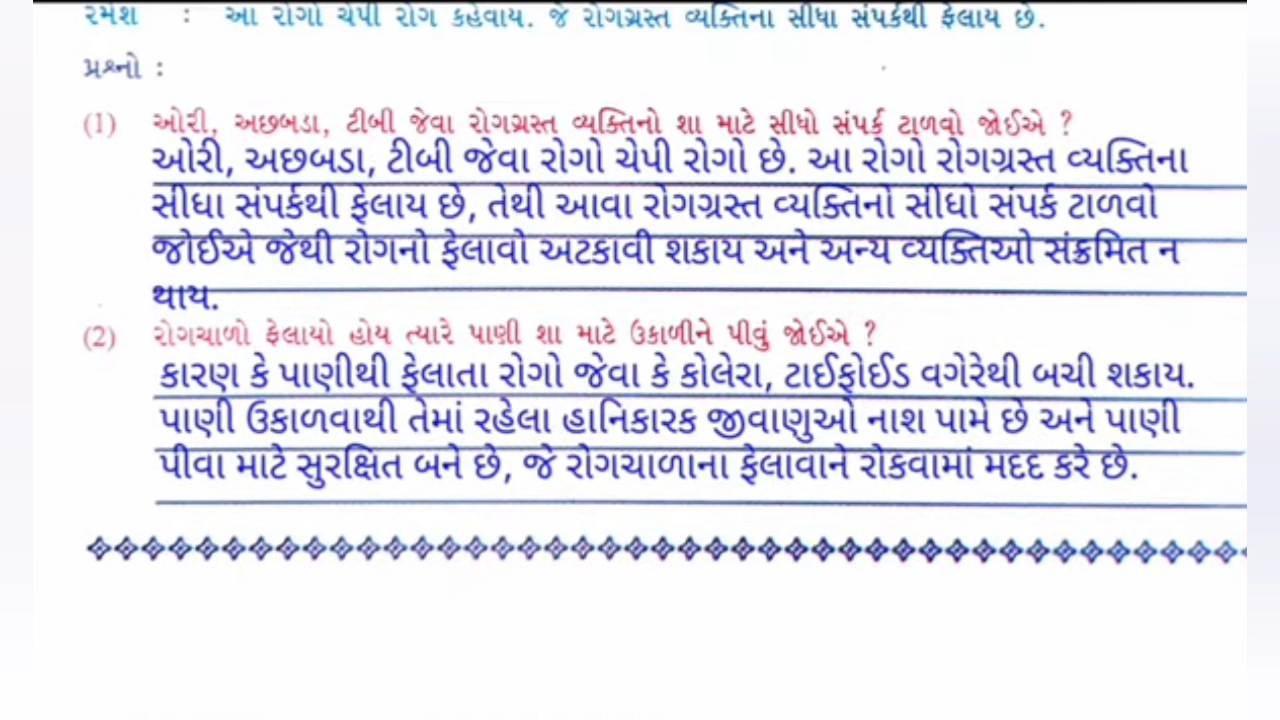 રમેશ : આ રોગો ચેપી રોગ કહેવાય. જે રોગગ્રસ્ત વ્યક્તિના સીધા સંપર્કથી ફેલાય છે.
પ્રશ્નો :
(1) ઓરી, અછબડા, ટીબી જેવા રોગગ્રસ્ત વ્યક્તિનો શા માટે સીધો સંપર્ક ટાળવો જોઈએ ?
ઓરી, અછબડા, ટીબી જેવા રોગો ચેપી રોગો છે. આ રોગો રોગગ્રસ્ત વ્યક્તિના
સીધા સંપર્કથી ફેલાય છે, તેથી આવા રોગગ્રસ્ત વ્યક્તિનો સીધો સંપર્ક ટાળવો
જોઈએ જેથી રોગનો ફેલાવો અટકાવી શકાય અને અન્ય વ્યક્તિઓ સંક્રમિત ન
થાય.
(2) રોગચાળો ફેલાયો હોય ત્યારે પાણી શા માટે ઉકાળીને પીવું જોઈએ ?
કારણ કે પાણીથી ફેલાતા રોગો જેવા કે કોલેરા, ટાઈફોઈડ વગેરેથી બચી શકાય.
પાણી ઉકાળવાથી તેમાં રહેલા હાનિકારક જીવાણુઓ નાશ પામે છે અને પાણી
પીવા માટે સુરક્ષિત બને છે, જે રોગચાળાના ફેલાવાને રોકવામાં મદદ કરે છે.